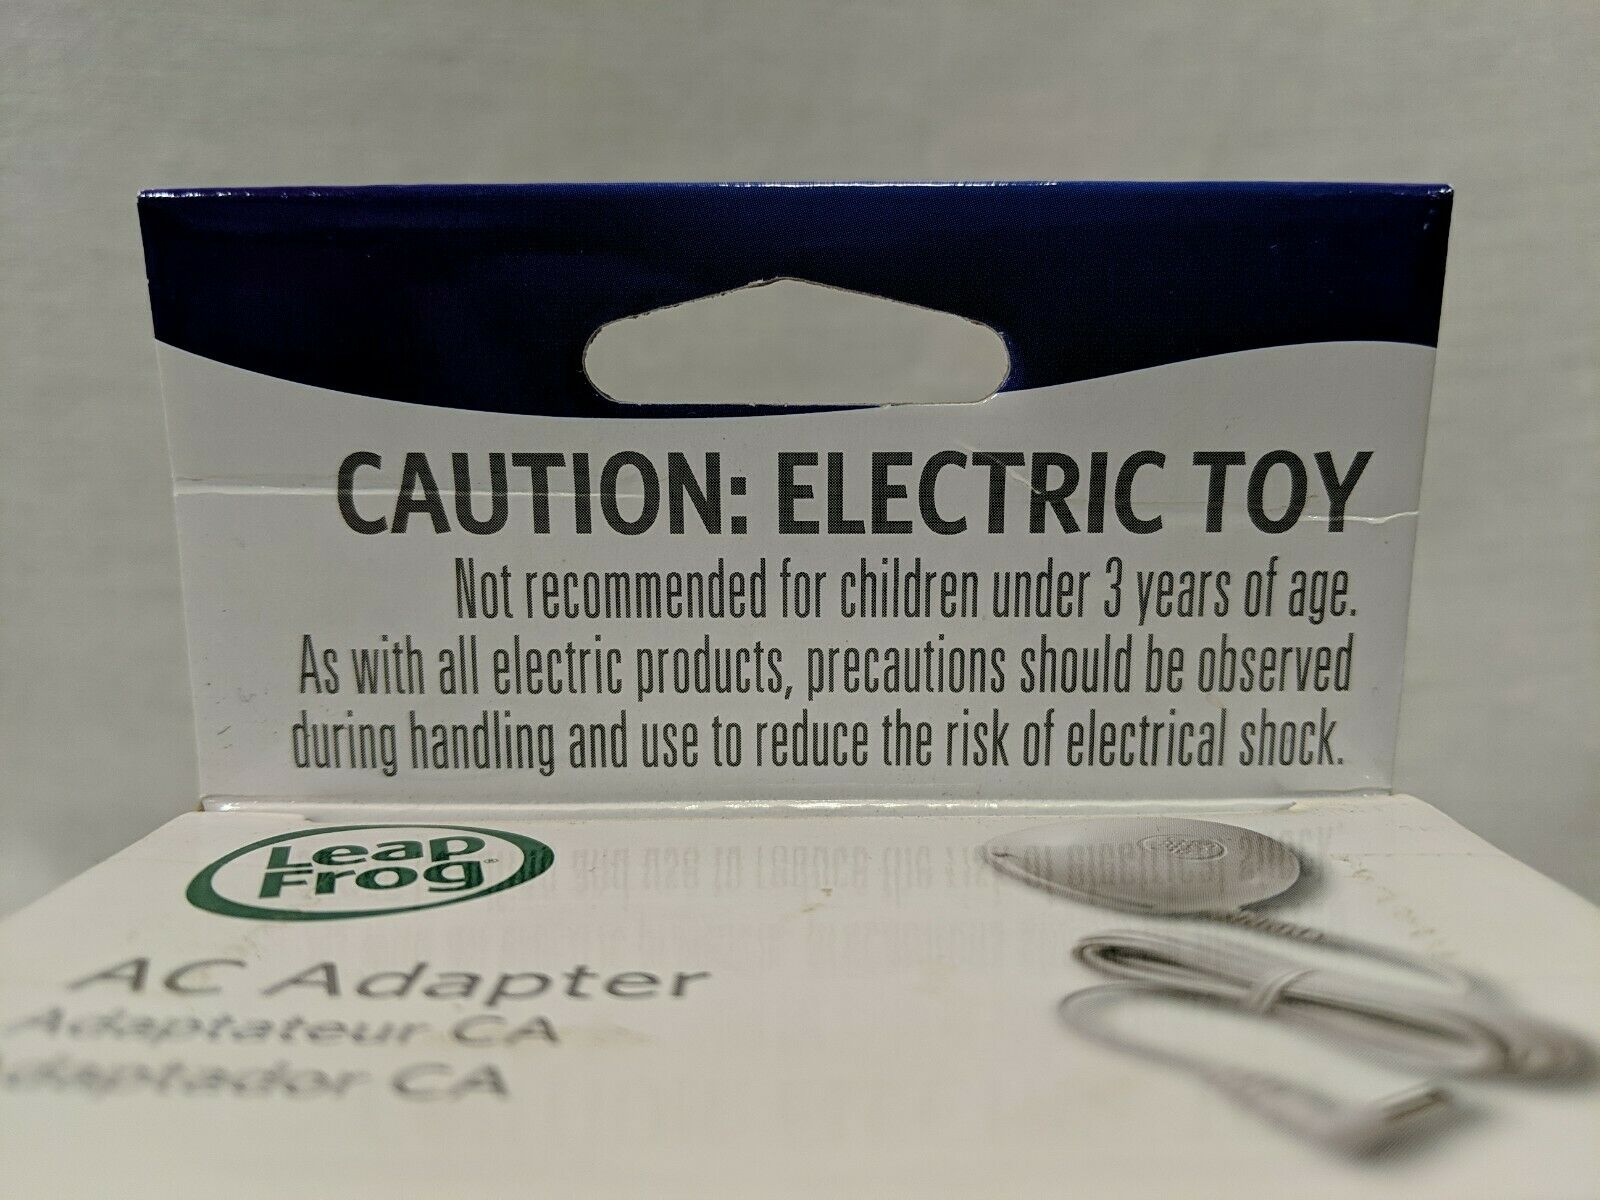 CAUTION: ELECTRIC TOY
Not recommended for children under 3 years of age.
As with all electric products, precautions should be observed
during handling and use to reduce the risk of electrical shock.
Leap
Frog®
AC Adapter
Adaptateur CA
Adaptador CA